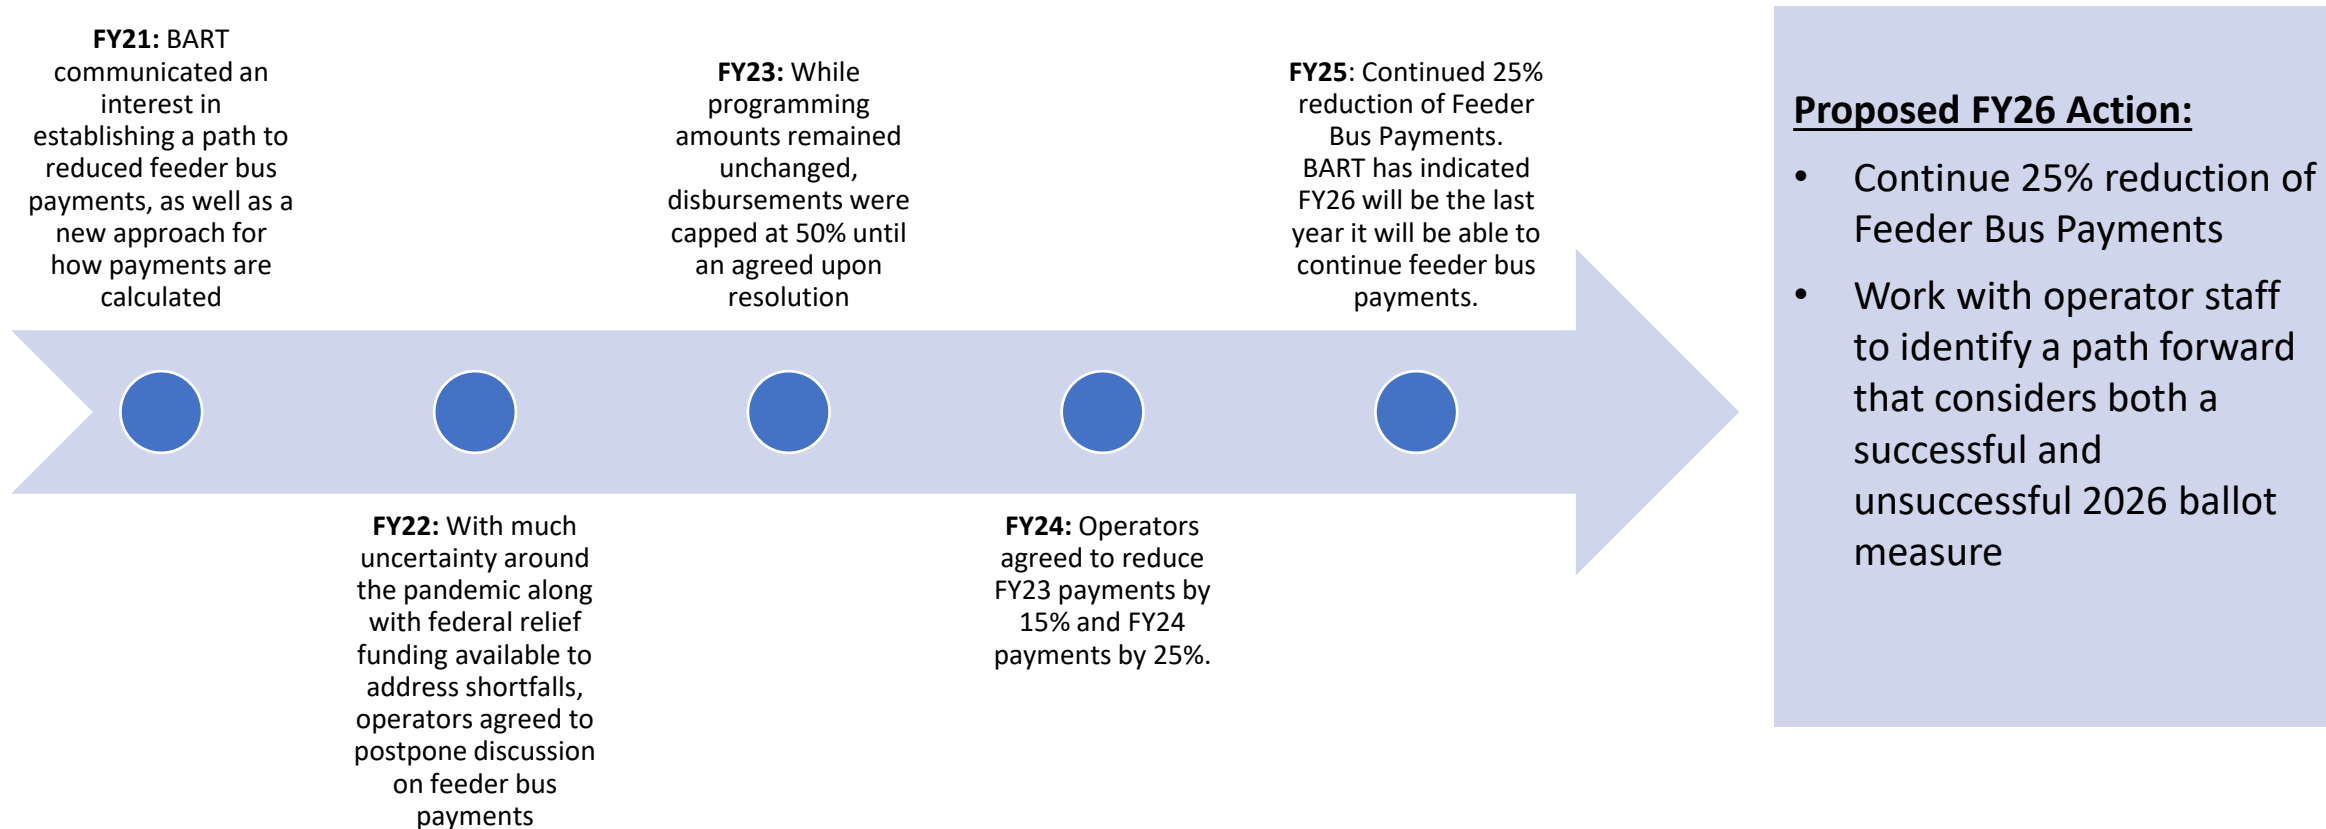 FY21: BART
communicated an
interest in
establishing a path to
reduced feeder bus
payments, as well as a
new approach for
how payments are
calculated
FY22: With much
uncertainty around
the pandemic along
with federal relief
funding available to
address shortfalls,
operators agreed to
postpone discussion
on feeder bus
payments
FY23: While
programming
amounts remained
unchanged,
disbursements were
capped at 50% until
an agreed upon
resolution
FY24: Operators
agreed to reduce
FY23 payments by
15% and FY24
payments by 25%.
FY25: Continued 25%
reduction of Feeder
Bus Payments.
BART has indicated
FY26 will be the last
year it will be able to
continue feeder bus
payments.
Proposed FY26 Action:
• Continue 25% reduction of
Feeder Bus Payments
• Work with operator staff
to identify a path forward
that considers both a
successful and
unsuccessful 2026 ballot
measure